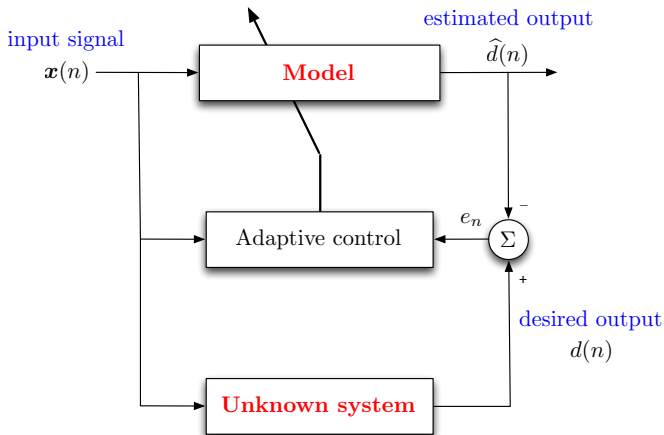 estimated output
input signal
d̂(n)
x(n)
Model
−
e_n
Adaptive control
Σ
+
desired output
d(n)
Unknown system